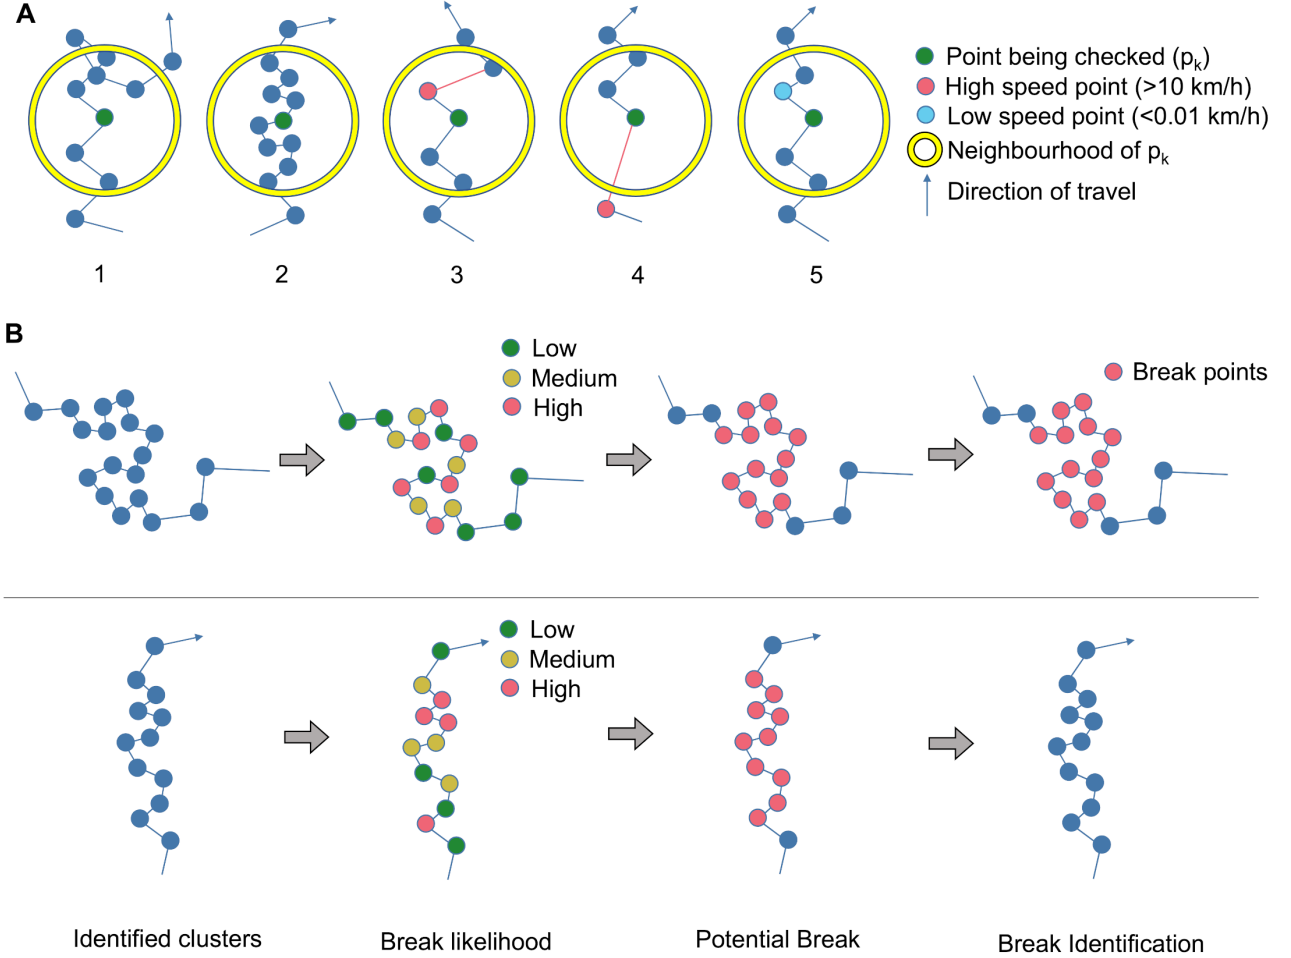 A
Point being checked (pk)
High speed point (>10 km/h)
Low speed point (<0.01 km/h)
Neighbourhood of pk
Direction of travel
1 2 3 4 5
B
Low
Medium
High
Break points
Low
Medium
High
Identified clusters Break likelihood Potential Break Break Identification